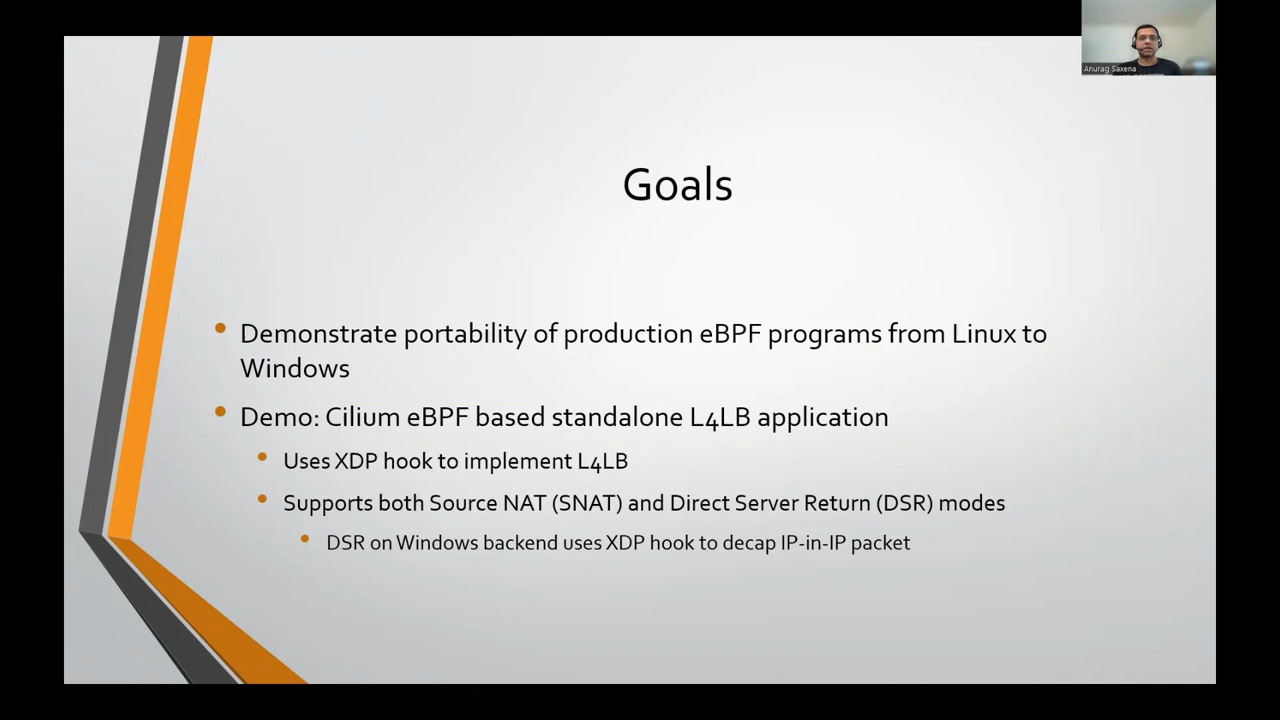 Anurag Saxena
Goals
Demonstrate portability of production eBPF programs from Linux to
Windows
Demo: Cilium eBPF based standalone L4LB application
Uses XDP hook to implement L4LB
Supports both Source NAT (SNAT) and Direct Server Return (DSR) modes
DSR on Windows backend uses XDP hook to decap IP-in-IP packet